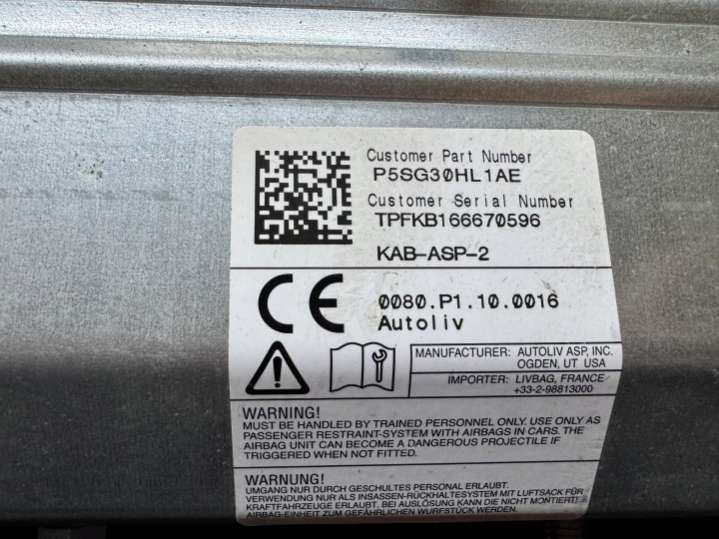 Customer Part Number
P5SG30HL1AE
Customer Serial Number
TPFKB166670596
KAB-ASP-2
CE
0080.P1.10.0016
Autoliv
MANUFACTURER: AUTOLIV ASP, INC.
OGDEN, UT USA
IMPORTER: LIVBAG, FRANCE
+33-2-98813000
WARNING!
MUST BE HANDLED BY TRAINED PERSONNEL ONLY. USE ONLY AS
PASSENGER RESTRAINT-SYSTEM WITH AIRBAGS IN CARS. THE
AIRBAG UNIT CAN BECOME A DANGEROUS PROJECTILE IF
TRIGGERED WHEN NOT FITTED.
WARNUNG!
UMGANG NUR DURCH GESCHULTES PERSONAL ERLAUBT.
VERWENDUNG NUR ALS INSASSEN-RÜCKHALTESYSTEM MIT LUFTSACK FÜR
KRAFTFAHRZEUGE ERLAUBT. BEI AUSLÖSUNG KANN DIE NICHT MONTIERTE
AIRBAG-EINHEIT ZUM GEFÄHRLICHEN WURFGESCHOSS WERDEN.